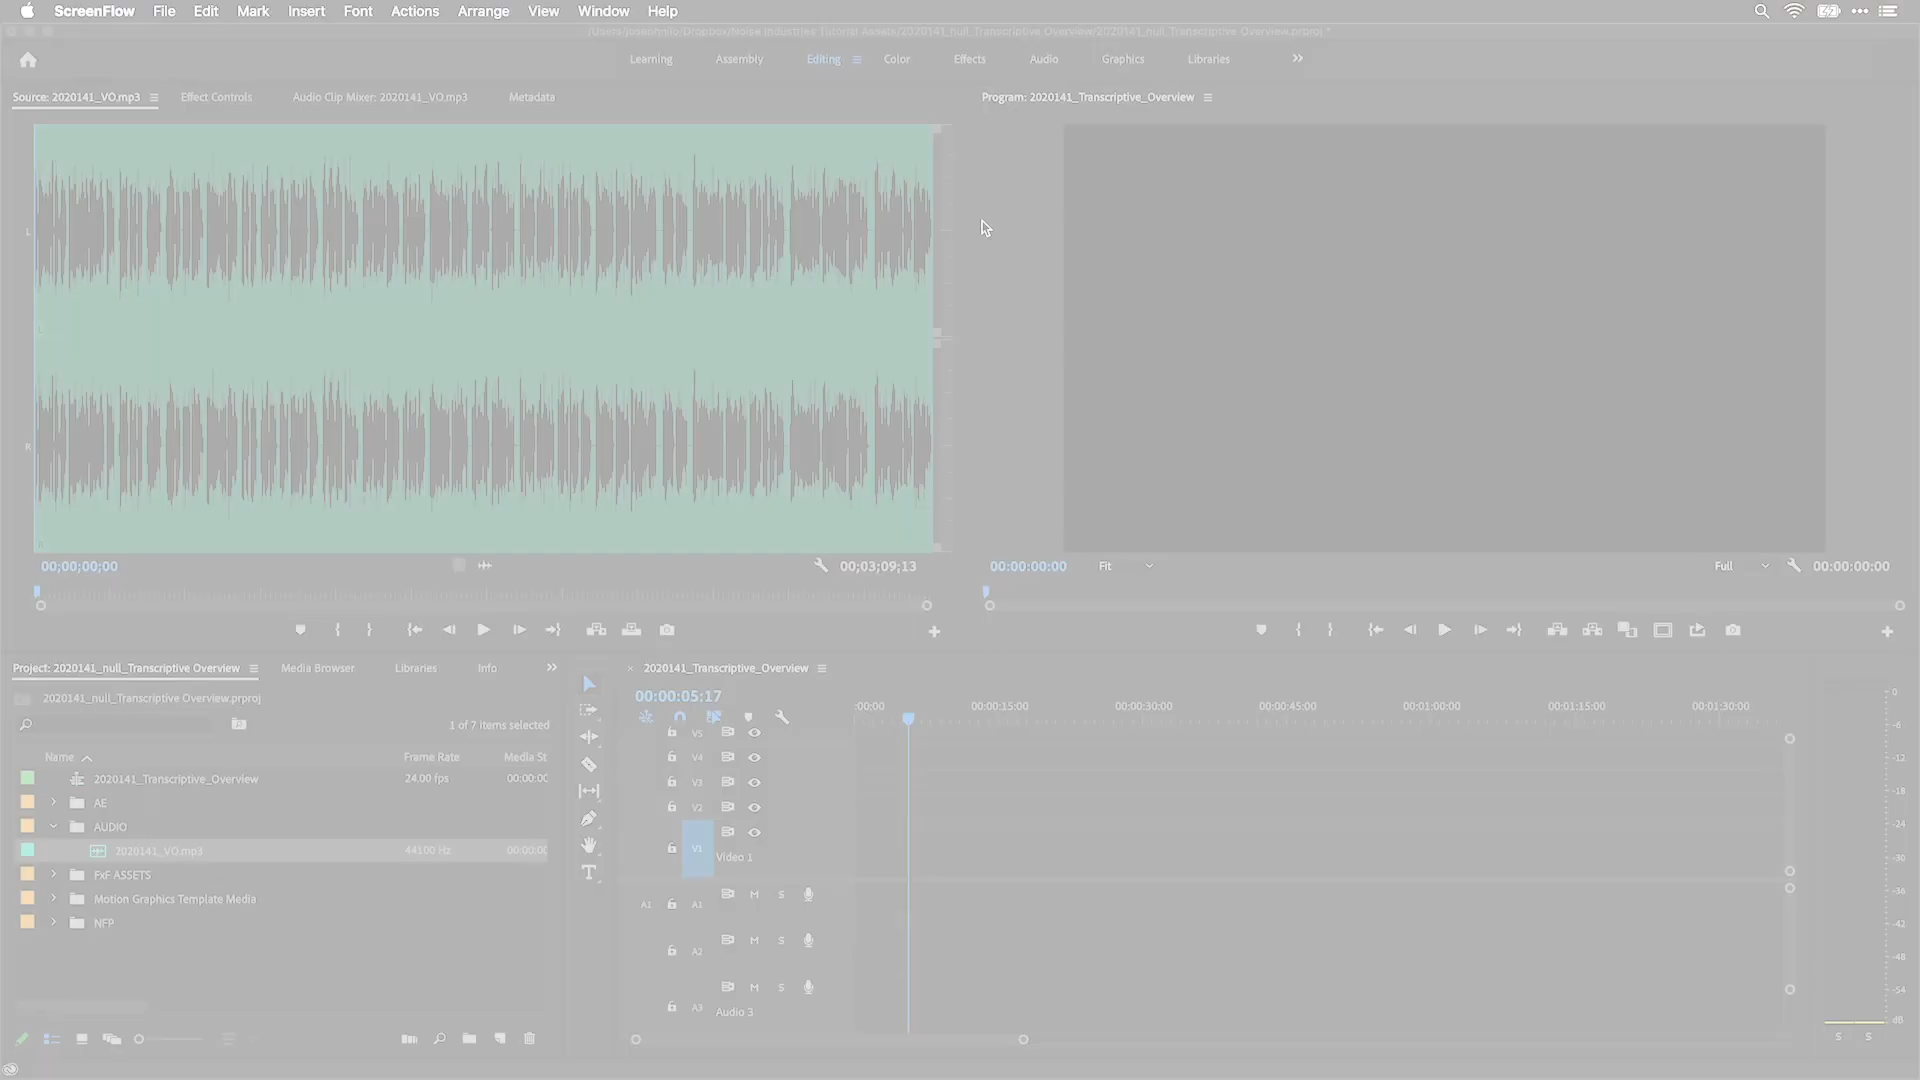 ScreenFlow File Edit Mark Insert Font Actions Arrange View Window Help
/Users/josephnilo/Dropbox/Noise Industries Tutorial Assets/2020141_null_Transcriptive Overview/2020141_null_Transcriptive Overview.prproj *
Learning Assembly Editing Color Effects Audio Graphics Libraries
Source: 2020141_VO.mp3 Effect Controls Audio Clip Mixer: 2020141_VO.mp3 Metadata
Program: 2020141_Transcriptive_Overview
L
L
R
R
00;00;00;00 00;03;09;13
00:00:00:00 Fit Full 00:00:00:00
Project: 2020141_null_Transcriptive Overview Media Browser Libraries Info
2020141_null_Transcriptive Overview.prproj
1 of 7 items selected
Name Frame Rate Media St
2020141_Transcriptive_Overview 24.00 fps 00:00:0
AE
AUDIO
2020141_VO.mp3 44100 Hz 00:00:0
FxF ASSETS
Motion Graphics Template Media
NFP
2020141_Transcriptive_Overview
00:00:05:17
:00:00 00:00:15:00 00:00:30:00 00:00:45:00 00:01:00:00 00:01:15:00 00:01:30:00
V5
V4
V3
V2
V1 Video 1
A1 A1 M S
A2 M S
A3 Audio 3 M S
0
-6
-12
-18
-24
-30
-36
-42
-48
-54
dB
S S